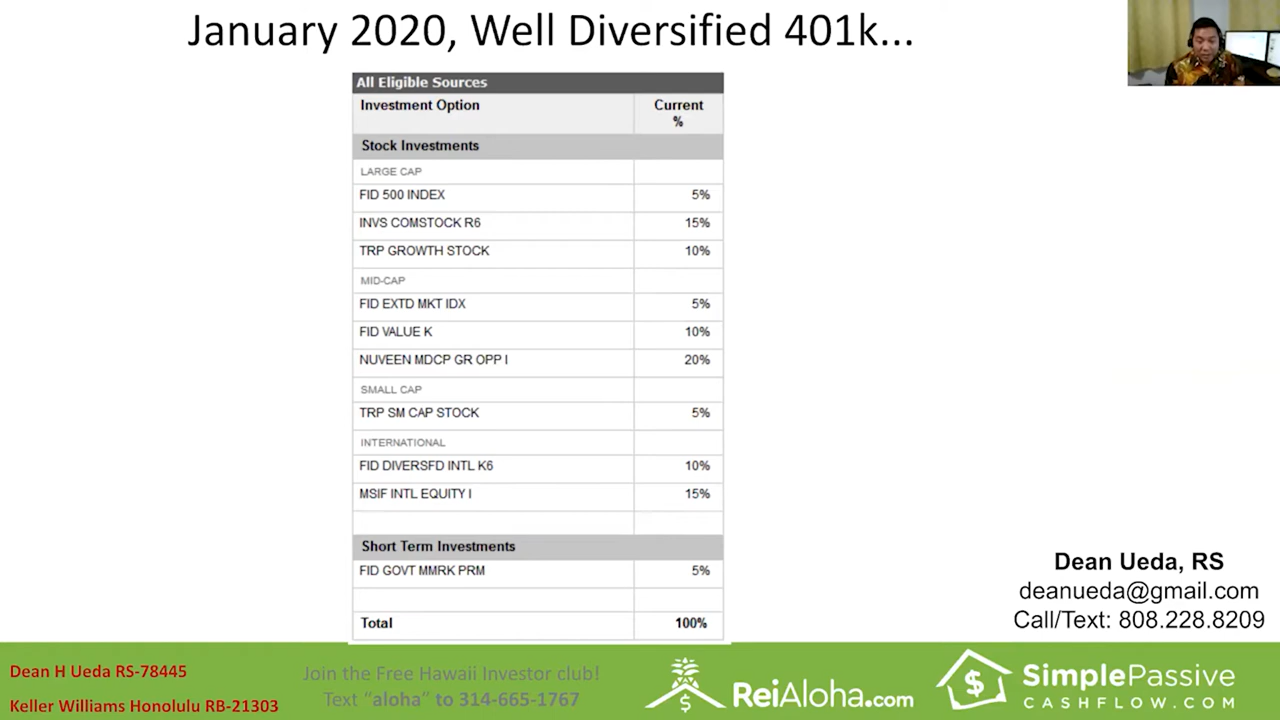 January 2020, Well Diversified 401k...
All Eligible Sources
Investment Option Current %
Stock Investments
LARGE CAP
FID 500 INDEX 5%
INVS COMSTOCK R6 15%
TRP GROWTH STOCK 10%
MID-CAP
FID EXTD MKT IDX 5%
FID VALUE K 10%
NUVEEN MDCP GR OPP I 20%
SMALL CAP
TRP SM CAP STOCK 5%
INTERNATIONAL
FID DIVERSFD INTL K6 10%
MSIF INTL EQUITY I 15%
Short Term Investments
FID GOVT MMRK PRM 5%
Total 100%
Dean Ueda, RS
deanueda@gmail.com
Call/Text: 808.228.8209
Dean H Ueda RS-78445
Keller Williams Honolulu RB-21303
Join the Free Hawaii Investor club!
Text “aloha” to 314-665-1767
ReiAloha.com
SimplePassive
CASHFLOW.COM